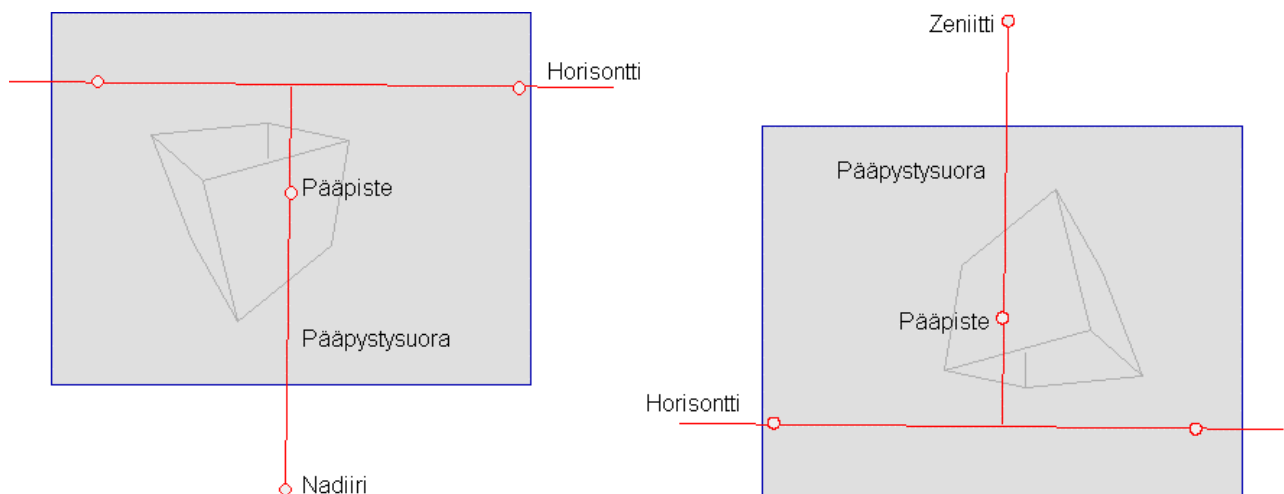 Horisontti
Pääpiste
Pääpystysuora
Nadiiri
Zeniitti
Pääpystysuora
Pääpiste
Horisontti